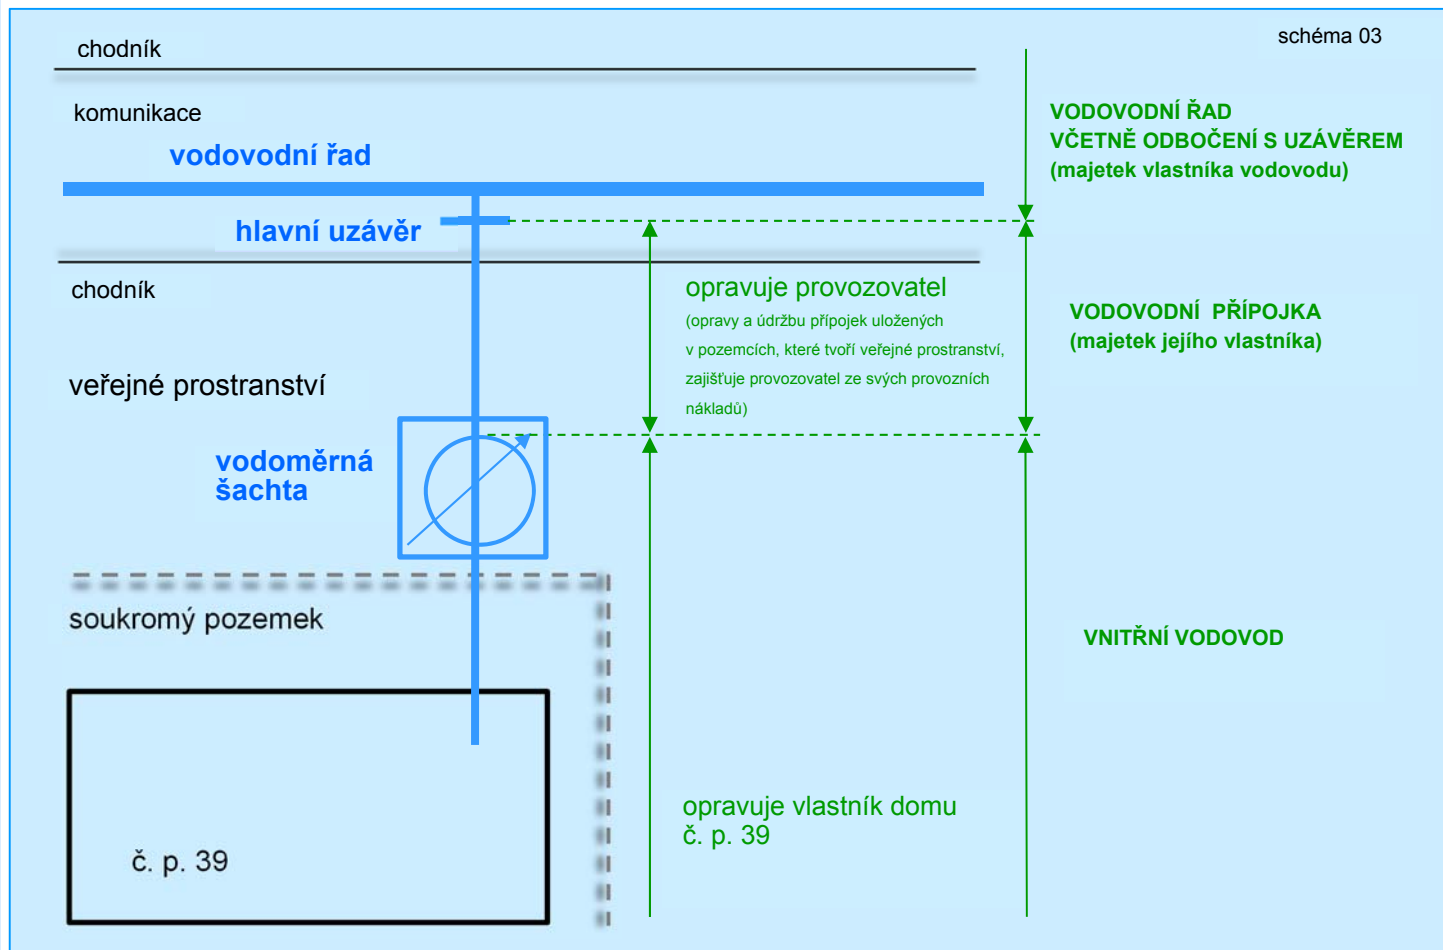 schéma 03
chodník
komunikace
vodovodní řad
hlavní uzávěr
chodník
veřejné prostranství
vodoměrná
šachta
soukromý pozemek
č. p. 39
opravuje provozovatel
(opravy a údržbu přípojek uložených
v pozemcích, které tvoří veřejné prostranství,
zajišťuje provozovatel ze svých provozních
nákladů)
opravuje vlastník domu
č. p. 39
VODOVODNÍ ŘAD
VČETNĚ ODBOČENÍ S UZÁVĚREM
(majetek vlastníka vodovodu)
VODOVODNÍ PŘÍPOJKA
(majetek jejího vlastníka)
VNITŘNÍ VODOVOD